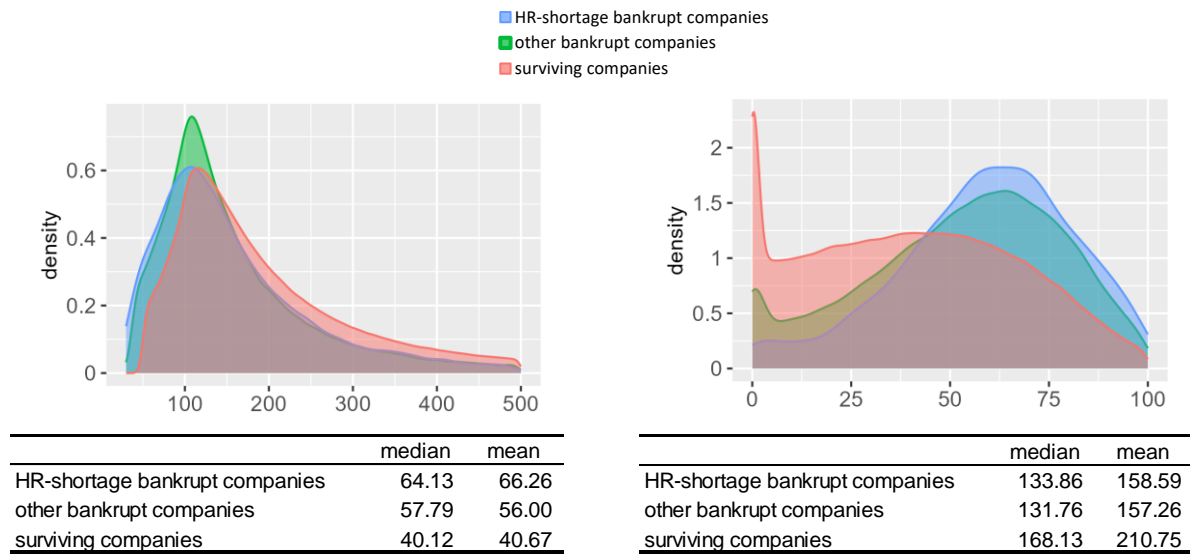 HR-shortage bankrupt companies
other bankrupt companies
surviving companies
density
0.6
0.4
0.2
0
100 200 300 400 500
median mean
HR-shortage bankrupt companies 64.13 66.26
other bankrupt companies 57.79 56.00
surviving companies 40.12 40.67
density
2
1.5
1
0.5
0
0 25 50 75 100
median mean
HR-shortage bankrupt companies 133.86 158.59
other bankrupt companies 131.76 157.26
surviving companies 168.13 210.75